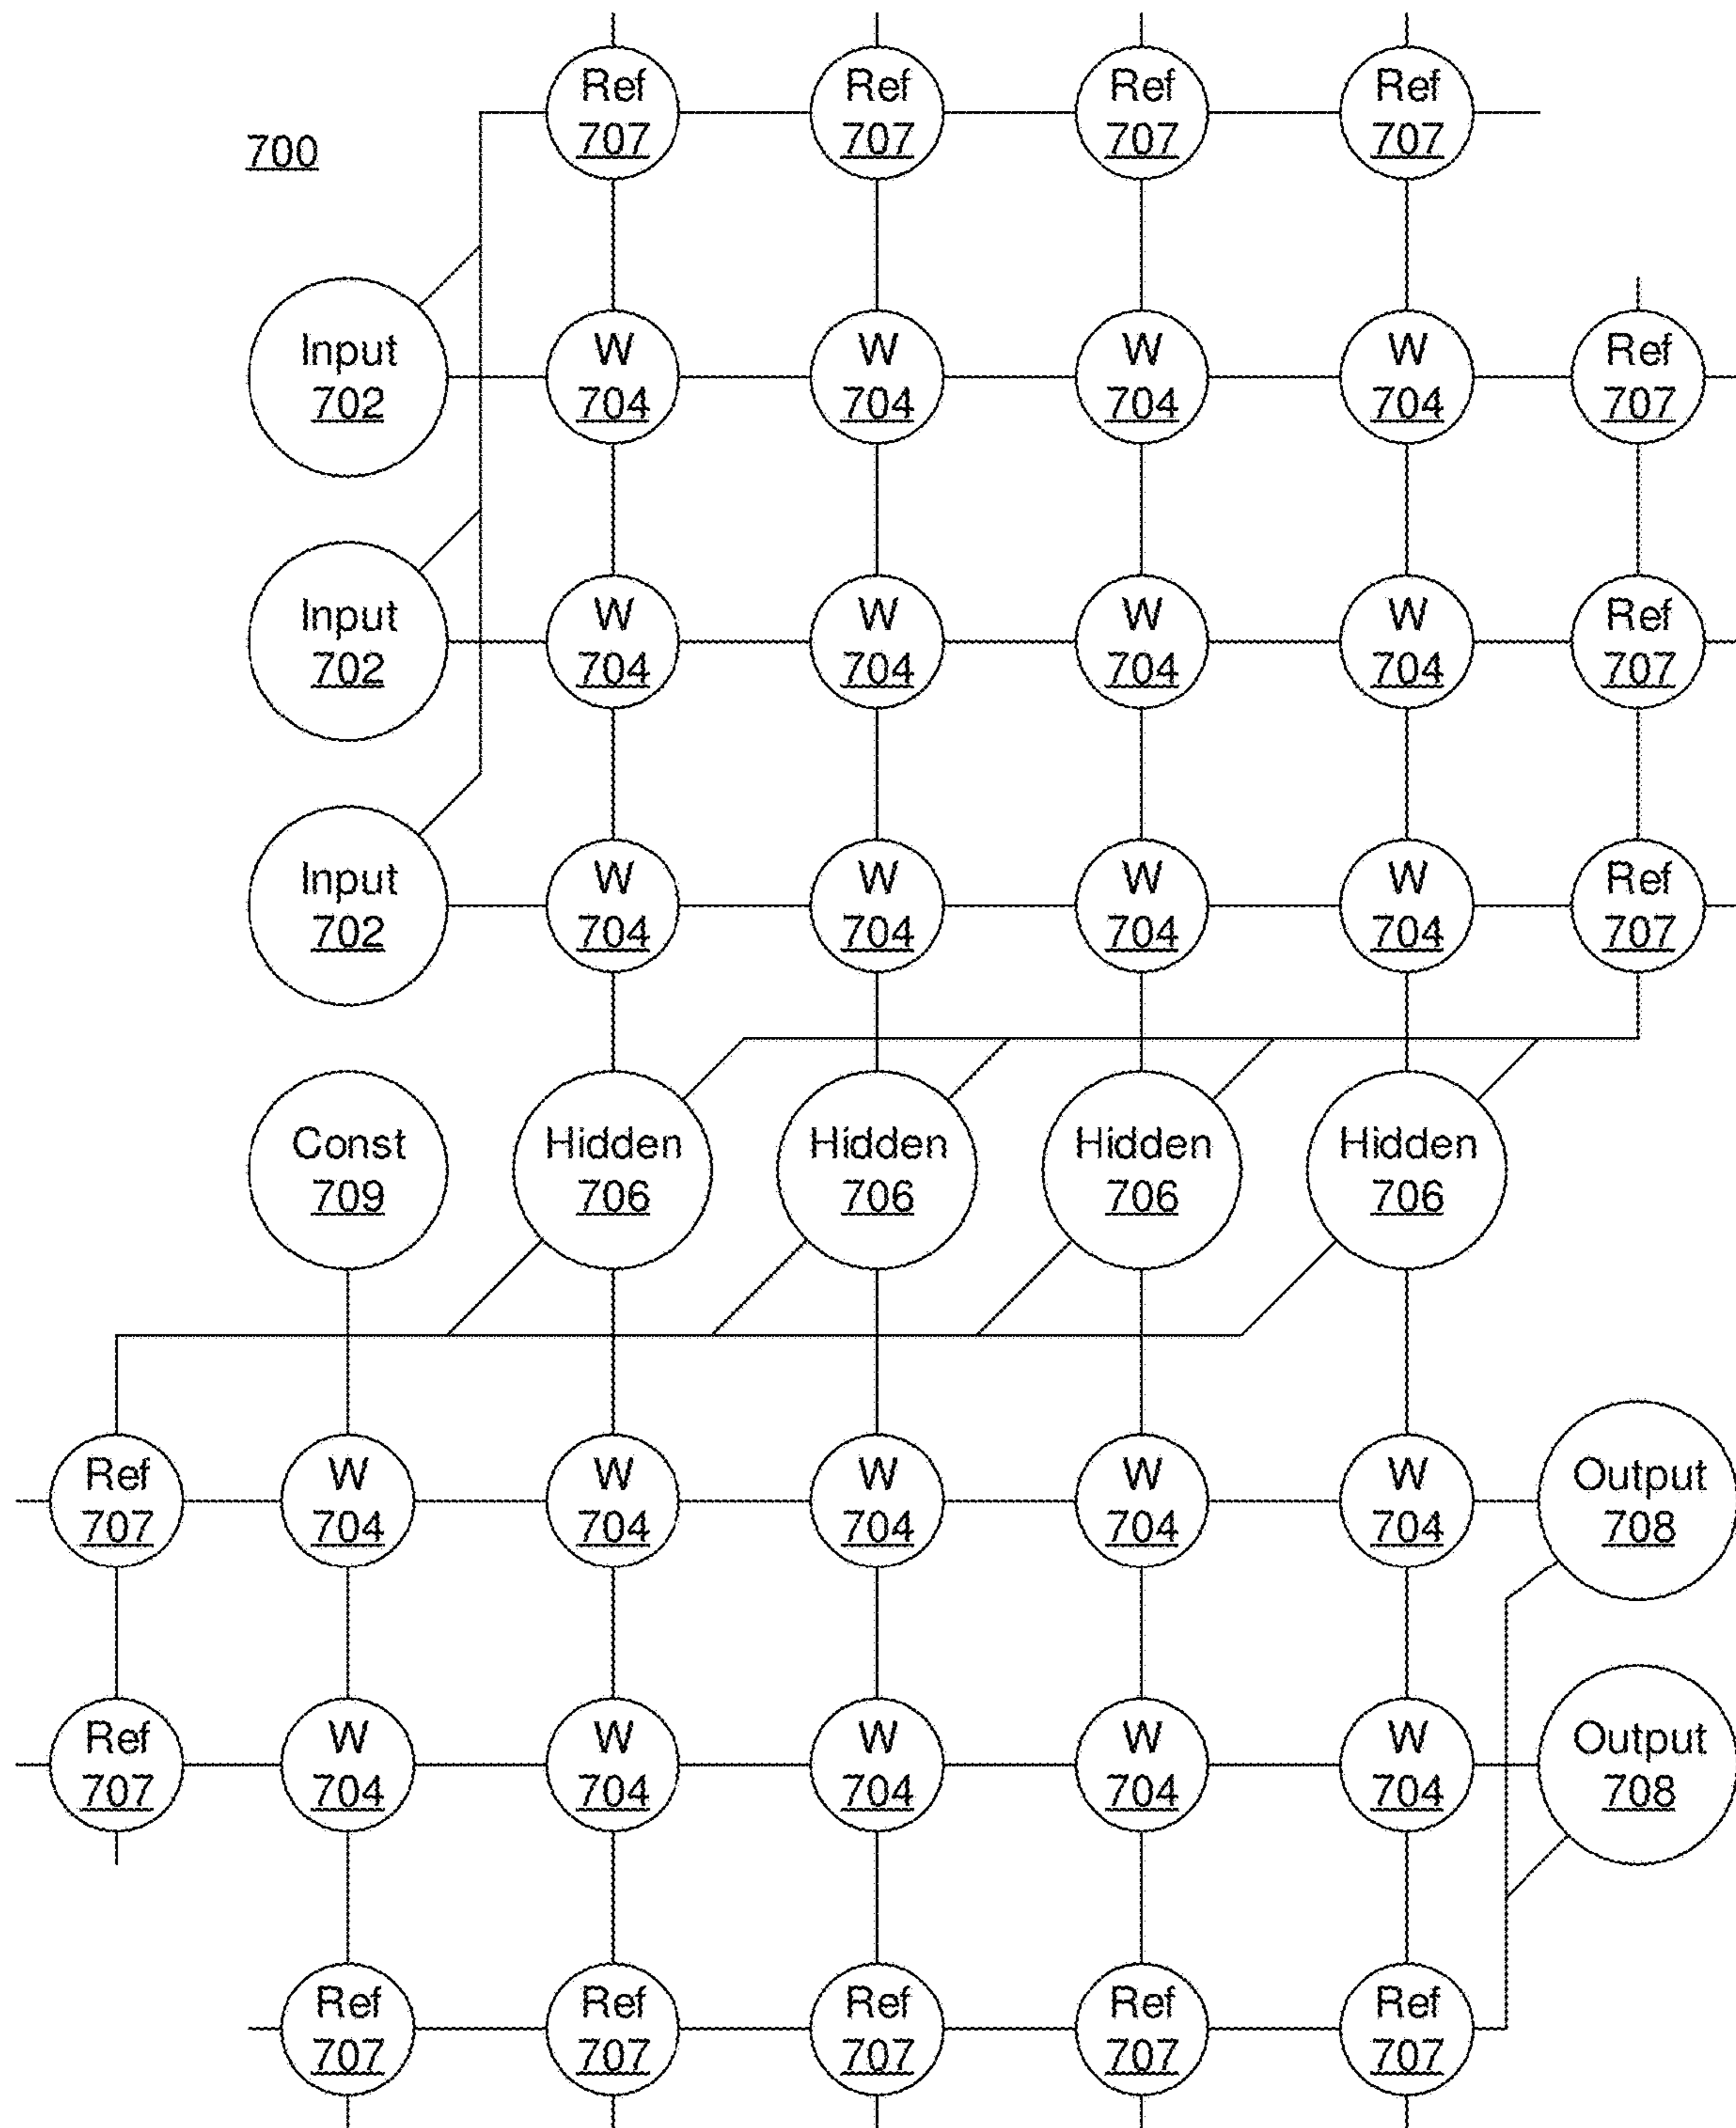 Ref Ref Ref Ref
707 707 707 707
700
Input W W W W Ref
702 704 704 704 704 707
Input W W W W Ref
702 704 704 704 704 707
Input W W W W Ref
702 704 704 704 704 707
Const Hidden Hidden Hidden Hidden
709 706 706 706 706
Ref W W W W W Output
707 704 704 704 704 704 708
Ref W W W W W Output
707 704 704 704 704 704 708
Ref Ref Ref Ref Ref
707 707 707 707 707